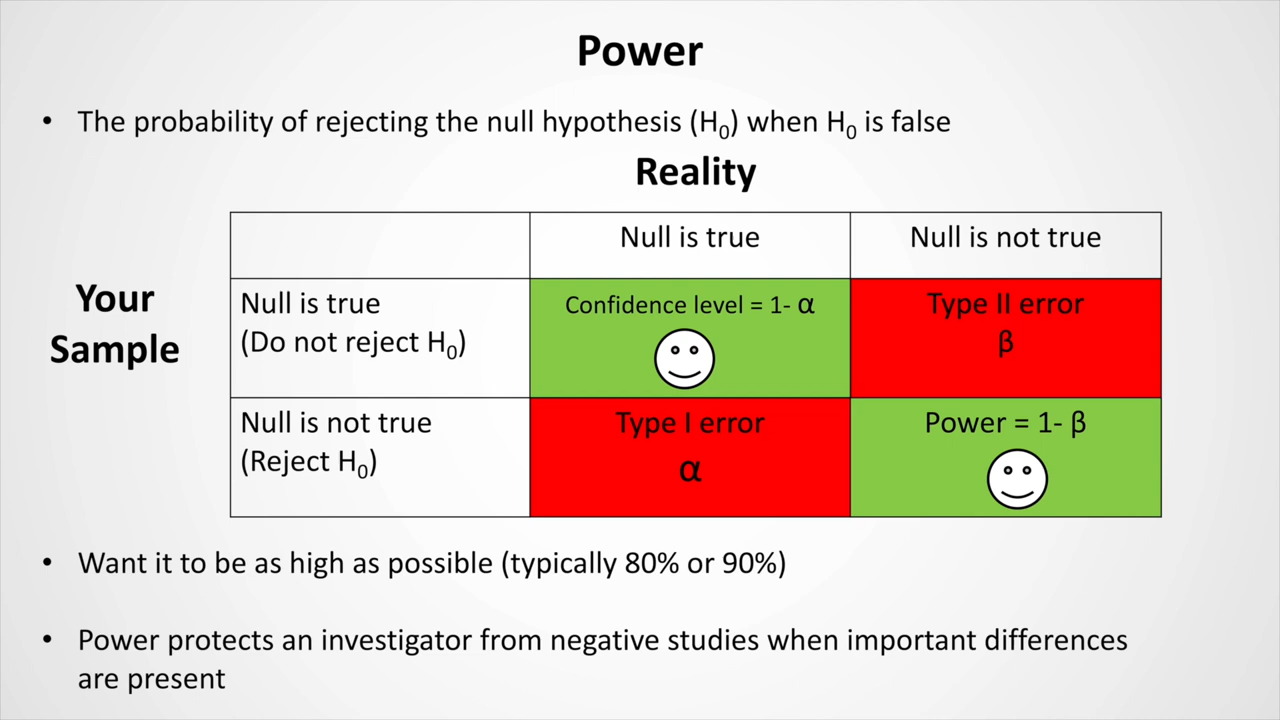 Power
• The probability of rejecting the null hypothesis (H₀) when H₀ is false
Reality
Null is true
Null is not true
Your
Sample
Null is true
(Do not reject H₀)
Confidence level = 1- α
Type II error
β
Null is not true
(Reject H₀)
Type I error
α
Power = 1- β
• Want it to be as high as possible (typically 80% or 90%)
• Power protects an investigator from negative studies when important differences
are present